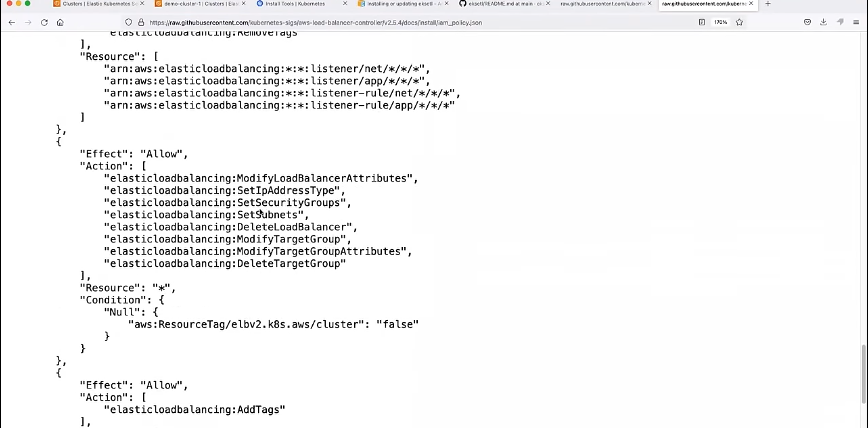 Clusters | Elastic Kubernetes S
demo-cluster-1 | Clusters | Elas
Install Tools | Kubernetes
Installing or updating eksctl - A
eksctl/README.md at main · eks
raw.githubusercontent.com/kubernetes
raw.githubusercontent.com/kuberne
https://raw.githubusercontent.com/kubernetes-sigs/aws-load-balancer-controller/v2.5.4/docs/install/iam_policy.json
170%
"elasticloadbalancing:RemoveTags"
],
"Resource": [
"arn:aws:elasticloadbalancing:*:*:listener/net/*/*/*",
"arn:aws:elasticloadbalancing:*:*:listener/app/*/*/*",
"arn:aws:elasticloadbalancing:*:*:listener-rule/net/*/*/*",
"arn:aws:elasticloadbalancing:*:*:listener-rule/app/*/*/*"
]
},
{
"Effect": "Allow",
"Action": [
"elasticloadbalancing:ModifyLoadBalancerAttributes",
"elasticloadbalancing:SetIpAddressType",
"elasticloadbalancing:SetSecurityGroups",
"elasticloadbalancing:SetSubnets",
"elasticloadbalancing:DeleteLoadBalancer",
"elasticloadbalancing:ModifyTargetGroup",
"elasticloadbalancing:ModifyTargetGroupAttributes",
"elasticloadbalancing:DeleteTargetGroup"
],
"Resource": "*",
"Condition": {
"Null": {
"aws:ResourceTag/elbv2.k8s.aws/cluster": "false"
}
}
},
{
"Effect": "Allow",
"Action": [
"elasticloadbalancing:AddTags"
],